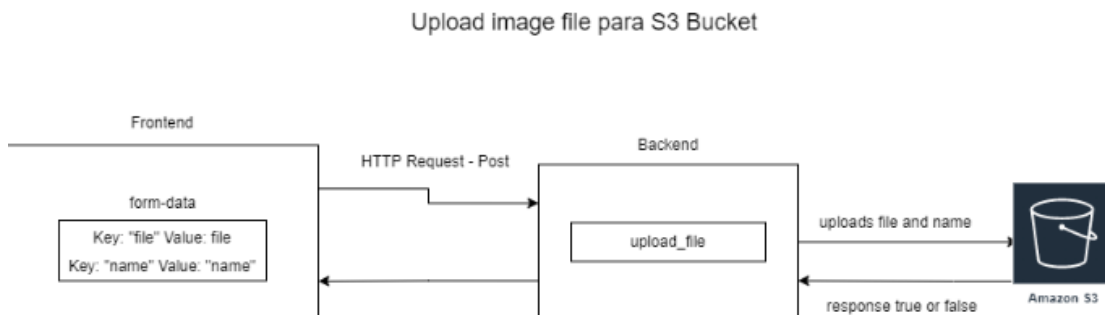 Upload image file para S3 Bucket
Frontend
Backend
HTTP Request - Post
form-data
Key: "file" Value: file
Key: "name" Value: "name"
upload_file
uploads file and name
response true or false
Amazon S3